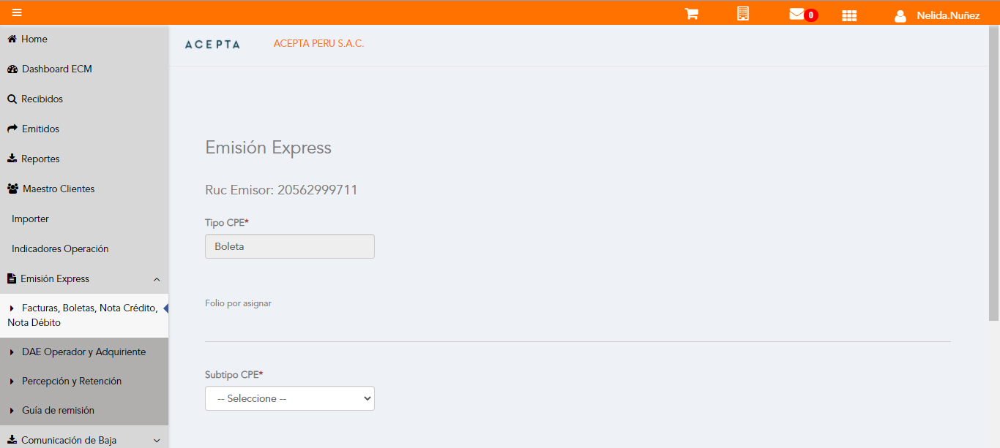 0
Nelida.Nuñez
Home
Dashboard ECM
Recibidos
Emitidos
Reportes
Maestro Clientes
Importer
Indicadores Operación
Emisión Express
Facturas, Boletas, Nota Crédito,
Nota Débito
DAE Operador y Adquiriente
Percepción y Retención
Guía de remisión
Comunicación de Baja
ACEPTA
ACEPTA PERU S.A.C.
Emisión Express
Ruc Emisor: 20562999711
Tipo CPE*
Boleta
Folio por asignar
Subtipo CPE*
-- Seleccione --